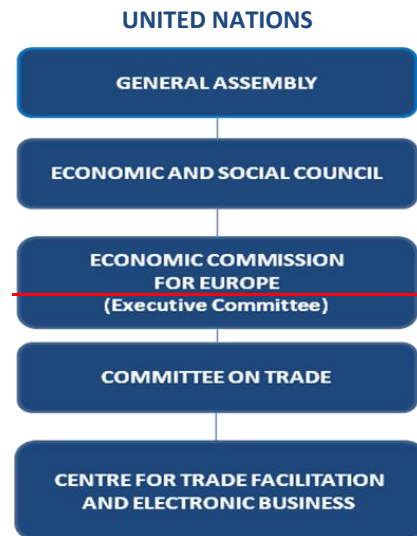 UNITED NATIONS
GENERAL ASSEMBLY
ECONOMIC AND SOCIAL COUNCIL
ECONOMIC COMMISSION
FOR EUROPE
(Executive Committee)
COMMITTEE ON TRADE
CENTRE FOR TRADE FACILITATION
AND ELECTRONIC BUSINESS